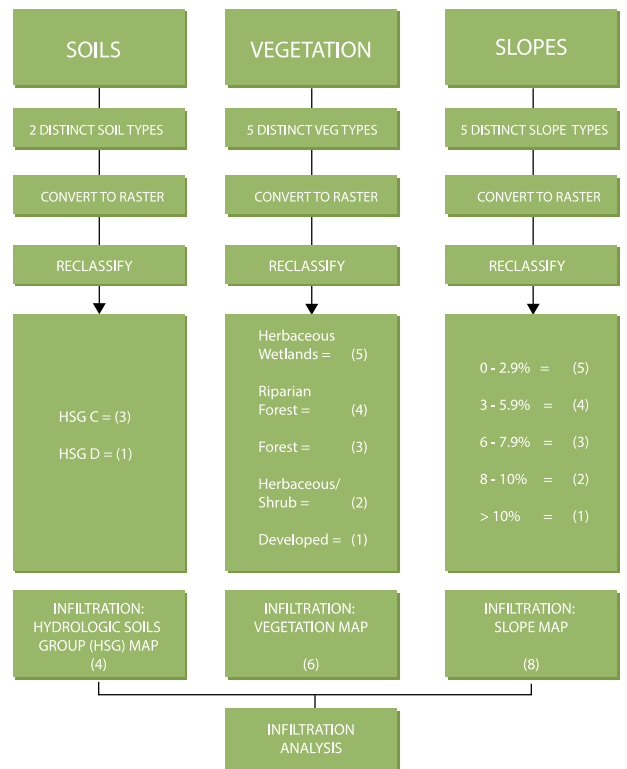 SOILS
2 DISTINCT SOIL TYPES
CONVERT TO RASTER
RECLASSIFY
HSG C = (3)
HSG D = (1)
INFILTRATION:
HYDROLOGIC SOILS
GROUP (HSG) MAP
(4)
VEGETATION
5 DISTINCT VEG TYPES
CONVERT TO RASTER
RECLASSIFY
Herbaceous
Wetlands = (5)
Riparian
Forest = (4)
Forest = (3)
Herbaceous/
Shrub = (2)
Developed = (1)
INFILTRATION:
VEGETATION MAP
(6)
SLOPES
5 DISTINCT SLOPE TYPES
CONVERT TO RASTER
RECLASSIFY
0 - 2.9% = (5)
3 - 5.9% = (4)
6 - 7.9% = (3)
8 - 10% = (2)
> 10% = (1)
INFILTRATION:
SLOPE MAP
(8)
INFILTRATION
ANALYSIS